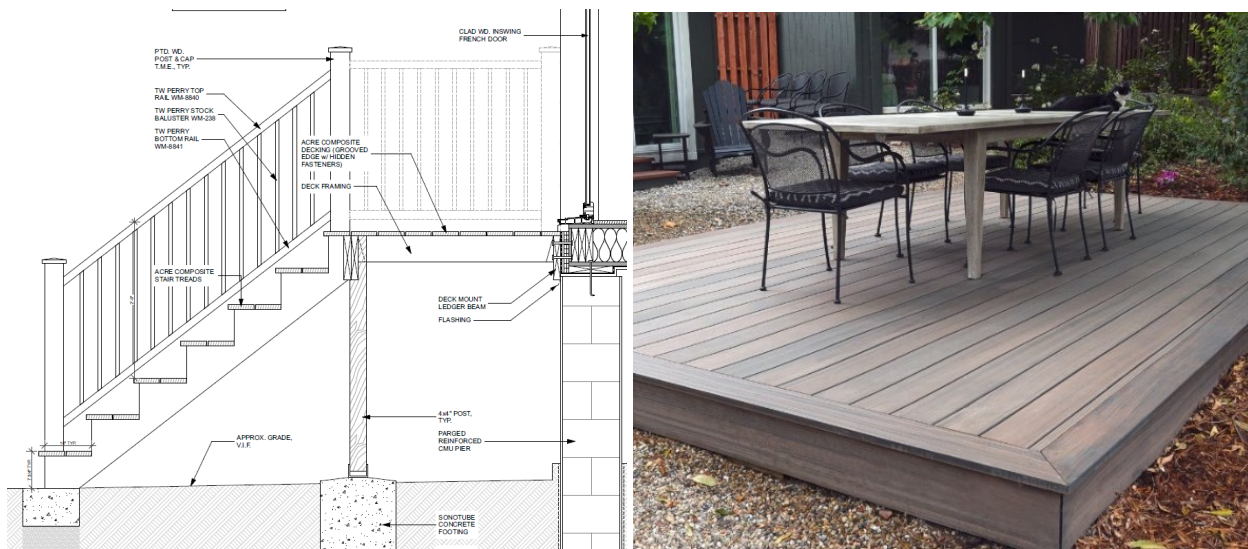 PTD. WD.
POST & CAP
T.M.E., TYP.
CLAD WD. INSWING
FRENCH DOOR
TW PERRY TOP
RAIL WM-8840
TW PERRY STOCK
BALUSTER WM-238
TW PERRY
BOTTOM RAIL
WM-8841
ACRE COMPOSITE
DECKING (GROOVED
EDGE w/ HIDDEN
FASTENERS)
DECK FRAMING
ACRE COMPOSITE
STAIR TREADS
DECK MOUNT
LEDGER BEAM
FLASHING
4x4" POST,
TYP.
PARGED
REINFORCED
CMU PIER
APPROX. GRADE,
V.I.F.
SONOTUBE
CONCRETE
FOOTING